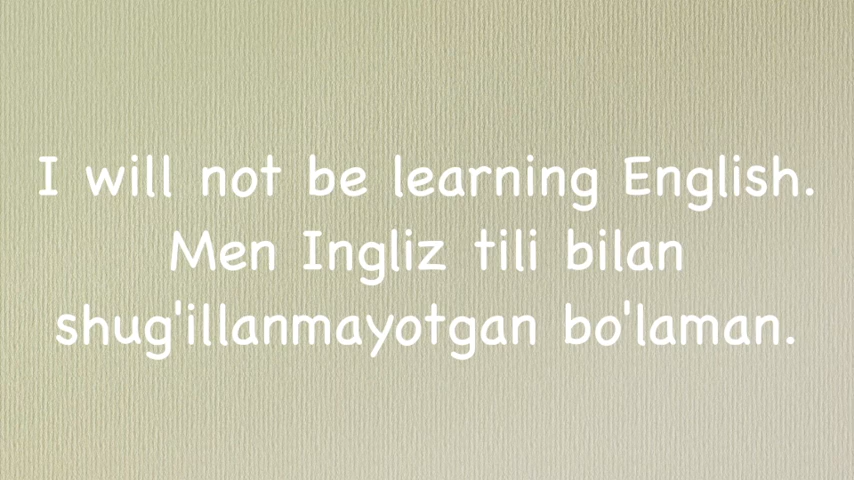 I will not be learning English.
Men Ingliz tili bilan
shug'illanmayotgan bo'laman.